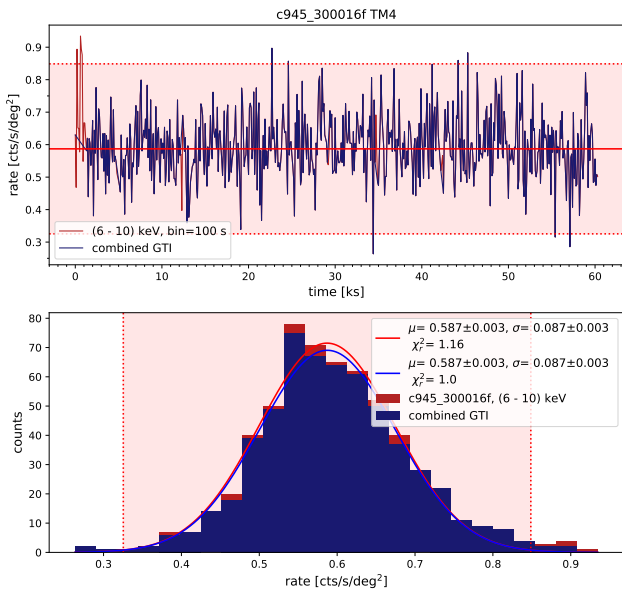 c945_300016f TM4
rate [cts/s/deg²]
0.9
0.8
0.7
0.6
0.5
0.4
0.3
(6 - 10) keV, bin=100 s
combined GTI
0 10 20 30 40 50 60
time [ks]
counts
80
70
60
50
40
30
20
10
0
μ= 0.587±0.003, σ= 0.087±0.003
χ²ᵣ= 1.16
μ= 0.587±0.003, σ= 0.087±0.003
χ²ᵣ= 1.0
c945_300016f, (6 - 10) keV
combined GTI
0.3 0.4 0.5 0.6 0.7 0.8 0.9
rate [cts/s/deg²]